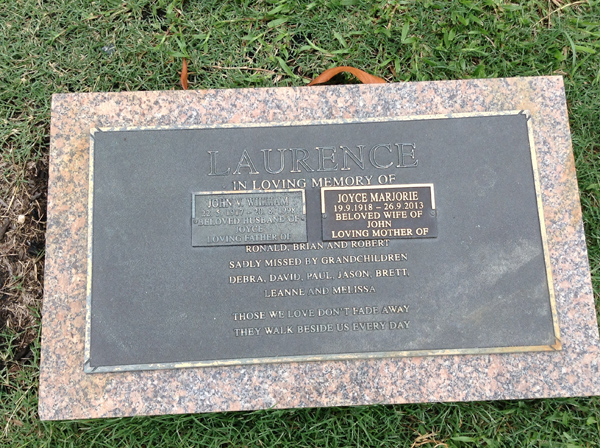 LAURENCE
IN LOVING MEMORY OF
JOHN WILLIAM
BELOVED HUSBAND OF
JOYCE
LOVING FATHER OF
JOYCE MARJORIE
19.9.1918 - 26.9.2013
BELOVED WIFE OF
JOHN
LOVING MOTHER OF
RONALD, BRIAN AND ROBERT
SADLY MISSED BY GRANDCHILDREN
DEBRA, DAVID, PAUL, JASON, BRETT,
LEANNE AND MELISSA
THOSE WE LOVE DON'T FADE AWAY
THEY WALK BESIDE US EVERY DAY